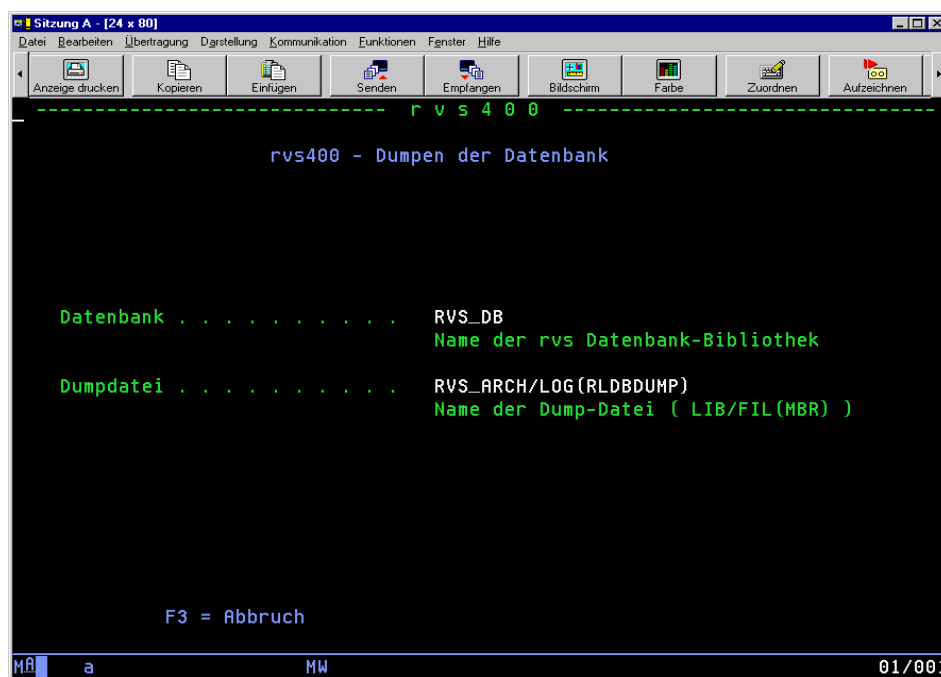 Sitzung A - [24 x 80]
Datei Bearbeiten Übertragung Darstellung Kommunikation Funktionen Fenster Hilfe
Anzeige drucken Kopieren Einfügen Senden Empfangen Bildschirm Farbe Zuordnen Aufzeichnen
------------------------------ r v s 4 0 0 --------------------------------
rvs400 - Dumpen der Datenbank
Datenbank . . . . . . . . . . RVS_DB
Name der rvs Datenbank-Bibliothek
Dumpdatei . . . . . . . . . . RVS_ARCH/LOG(RLDBDUMP)
Name der Dump-Datei ( LIB/FIL(MBR) )
F3 = Abbruch
MA a MW 01/001